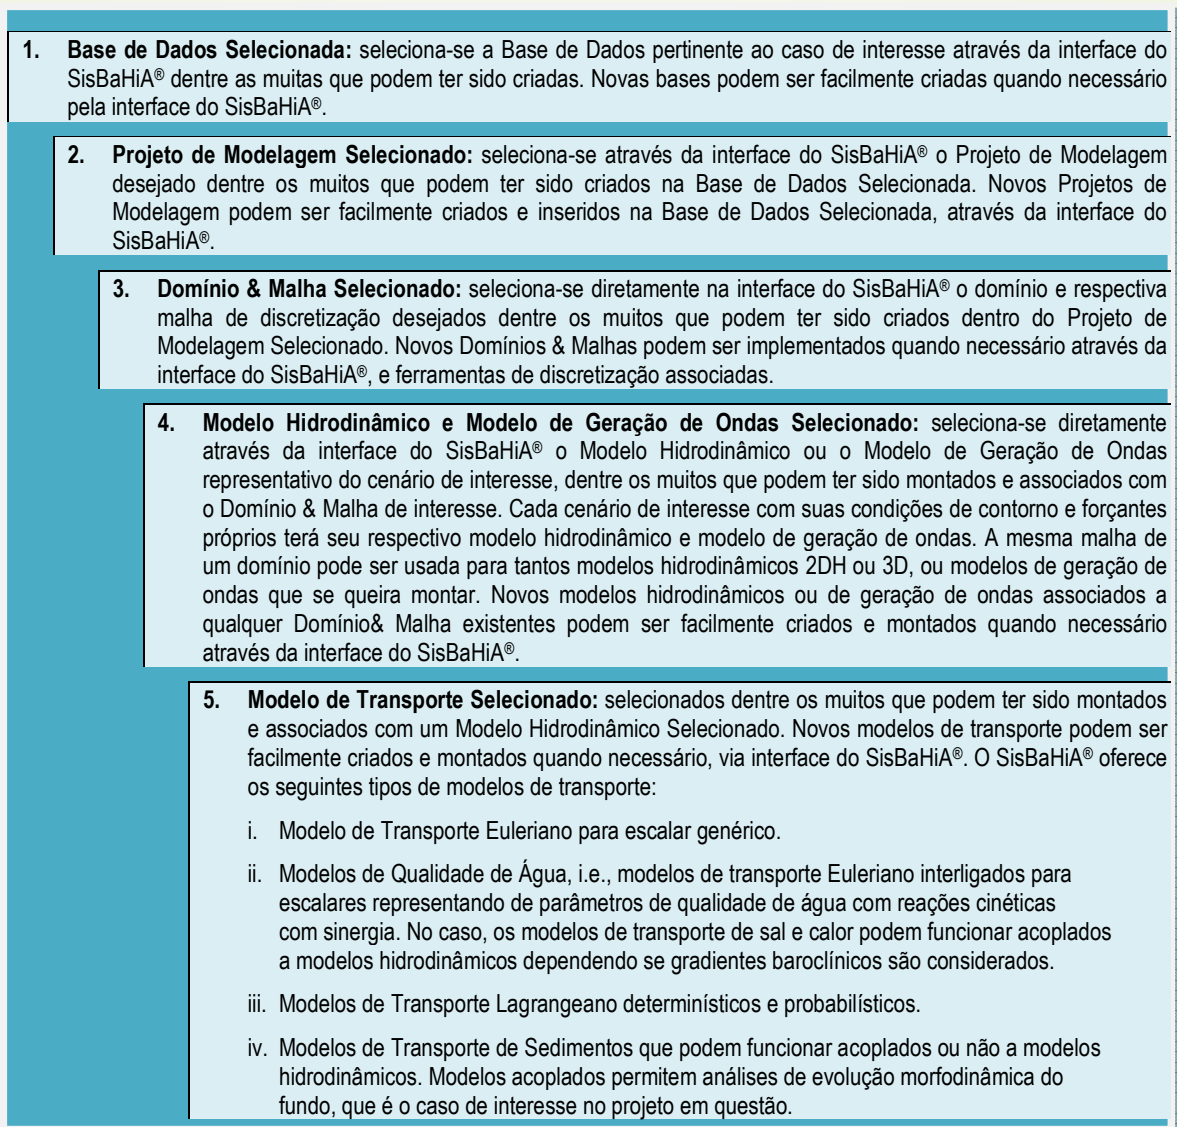 1. Base de Dados Selecionada: seleciona-se a Base de Dados pertinente ao caso de interesse através da interface do
SisBaHiA® dentre as muitas que podem ter sido criadas. Novas bases podem ser facilmente criadas quando necessário
pela interface do SisBaHiA®.
2. Projeto de Modelagem Selecionado: seleciona-se através da interface do SisBaHiA® o Projeto de Modelagem
desejado dentre os muitos que podem ter sido criados na Base de Dados Selecionada. Novos Projetos de
Modelagem podem ser facilmente criados e inseridos na Base de Dados Selecionada, através da interface do
SisBaHiA®.
3. Domínio & Malha Selecionado: seleciona-se diretamente na interface do SisBaHiA® o domínio e respectiva
malha de discretização desejados dentre os muitos que podem ter sido criados dentro do Projeto de
Modelagem Selecionado. Novos Domínios & Malhas podem ser implementados quando necessário através da
interface do SisBaHiA®, e ferramentas de discretização associadas.
4. Modelo Hidrodinâmico e Modelo de Geração de Ondas Selecionado: seleciona-se diretamente
através da interface do SisBaHiA® o Modelo Hidrodinâmico ou o Modelo de Geração de Ondas
representativo do cenário de interesse, dentre os muitos que podem ter sido montados e associados com
o Domínio & Malha de interesse. Cada cenário de interesse com suas condições de contorno e forçantes
próprios terá seu respectivo modelo hidrodinâmico e modelo de geração de ondas. A mesma malha de
um domínio pode ser usada para tantos modelos hidrodinâmicos 2DH ou 3D, ou modelos de geração de
ondas que se queira montar. Novos modelos hidrodinâmicos ou de geração de ondas associados a
qualquer Domínio& Malha existentes podem ser facilmente criados e montados quando necessário
através da interface do SisBaHiA®.
5. Modelo de Transporte Selecionado: selecionados dentre os muitos que podem ter sido montados
e associados com um Modelo Hidrodinâmico Selecionado. Novos modelos de transporte podem ser
facilmente criados e montados quando necessário, via interface do SisBaHiA®. O SisBaHiA® oferece
os seguintes tipos de modelos de transporte:
i. Modelo de Transporte Euleriano para escalar genérico.
ii. Modelos de Qualidade de Água, i.e., modelos de transporte Euleriano interligados para
escalares representando de parâmetros de qualidade de água com reações cinéticas
com sinergia. No caso, os modelos de transporte de sal e calor podem funcionar acoplados
a modelos hidrodinâmicos dependendo se gradientes baroclínicos são considerados.
iii. Modelos de Transporte Lagrangeano determinísticos e probabilísticos.
iv. Modelos de Transporte de Sedimentos que podem funcionar acoplados ou não a modelos
hidrodinâmicos. Modelos acoplados permitem análises de evolução morfodinâmica do
fundo, que é o caso de interesse no projeto em questão.